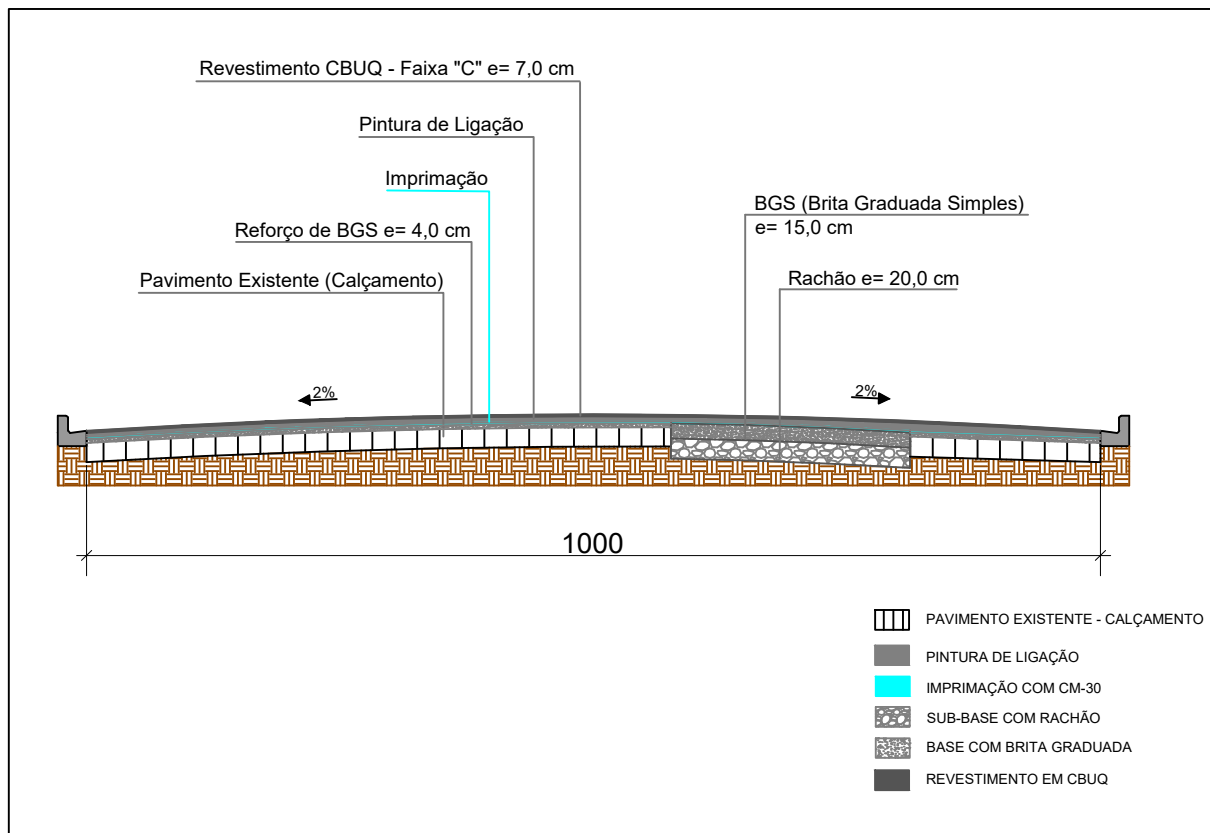 Revestimento CBUQ - Faixa "C" e= 7,0 cm
Pintura de Ligação
Imprimação
Reforço de BGS e= 4,0 cm
Pavimento Existente (Calçamento)
BGS (Brita Graduada Simples)
e= 15,0 cm
Rachão e= 20,0 cm
2%
2%
1000
PAVIMENTO EXISTENTE - CALÇAMENTO
PINTURA DE LIGAÇÃO
IMPRIMAÇÃO COM CM-30
SUB-BASE COM RACHÃO
BASE COM BRITA GRADUADA
REVESTIMENTO EM CBUQ